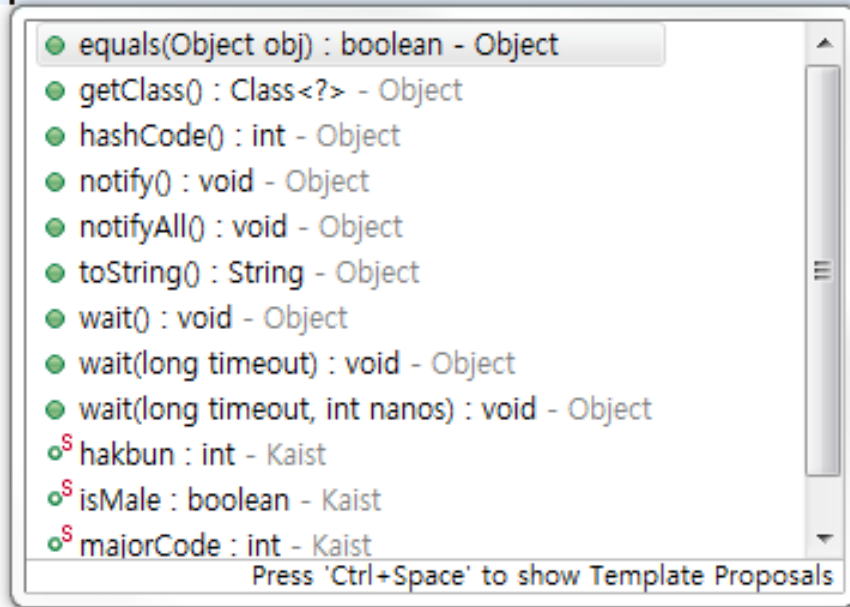 equals(Object obj) : boolean - Object
getClass() : Class<?> - Object
hashCode() : int - Object
notify() : void - Object
notifyAll() : void - Object
toString() : String - Object
wait() : void - Object
wait(long timeout) : void - Object
wait(long timeout, int nanos) : void - Object
S hakbun : int - Kaist
S isMale : boolean - Kaist
S majorCode : int - Kaist
Press 'Ctrl+Space' to show Template Proposals